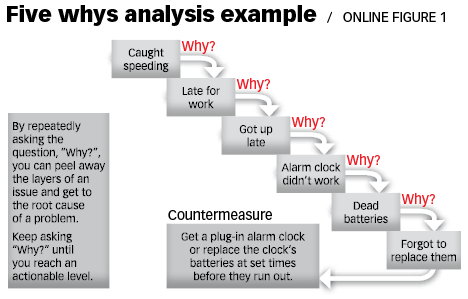 Five whys analysis example / ONLINE FIGURE 1
Caught
speeding
Why?
Late for
work
Why?
Got up
late
Why?
Alarm clock
didn't work
Why?
Dead
batteries
Why?
Forgot to
replace them
By repeatedly
asking the
question, "Why?",
you can peel away
the layers of an
issue and get to
the root cause
of a problem.
Keep asking
"Why?" until
you reach an
actionable level.
Countermeasure
Get a plug-in alarm clock
or replace the clock's
batteries at set times
before they run out.